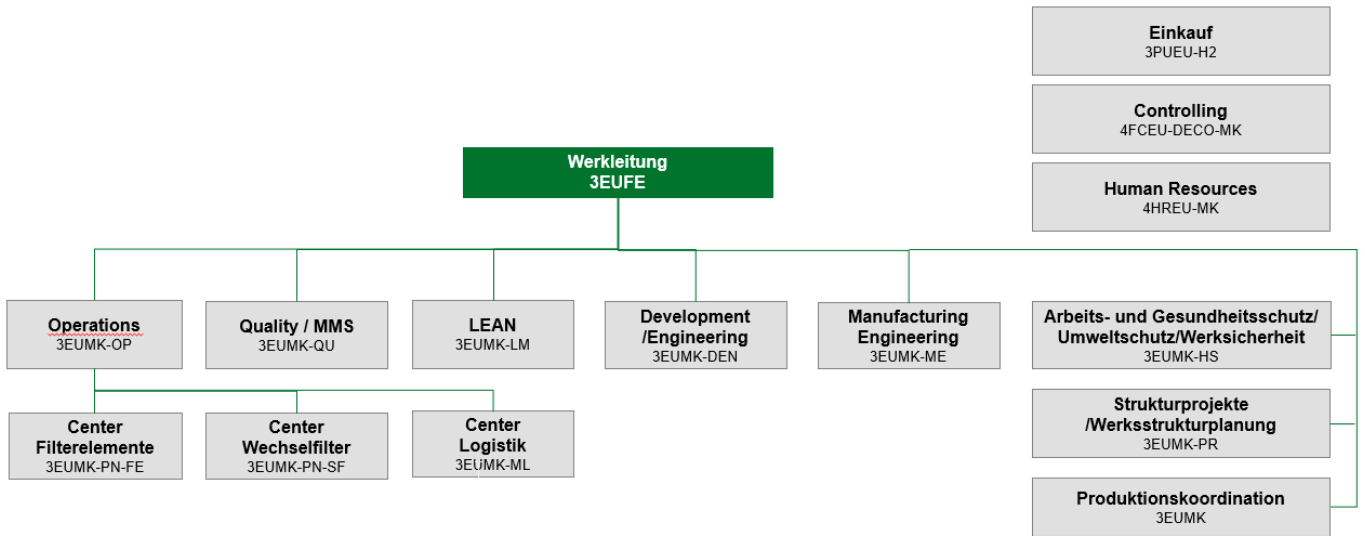 Einkauf
3PUEU-H2
Controlling
4FCEU-DECO-MK
Human Resources
4HREU-MK
Werkleitung
3EUFE
Operations
3EUMK-OP
Quality / MMS
3EUMK-QU
LEAN
3EUMK-LM
Development
/Engineering
3EUMK-DEN
Manufacturing
Engineering
3EUMK-ME
Arbeits- und Gesundheitsschutz/
Umweltschutz/Werksicherheit
3EUMK-HS
Center
Filterelemente
3EUMK-PN-FE
Center
Wechselfilter
3EUMK-PN-SF
Center
Logistik
3EUMK-ML
Strukturprojekte
/Werksstrukturplanung
3EUMK-PR
Produktionskoordination
3EUMK